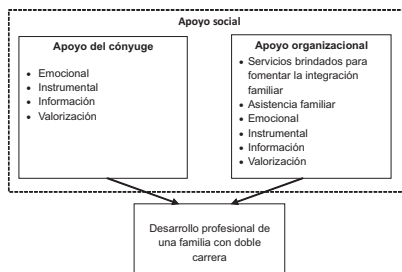 Apoyo social
Apoyo del cónyuge
• Emocional
• Instrumental
• Información
• Valorización
Apoyo organizacional
• Servicios brindados para
fomentar la integración
familiar
• Asistencia familiar
• Emocional
• Instrumental
• Información
• Valorización
Desarrollo profesional de
una familia con doble
carrera